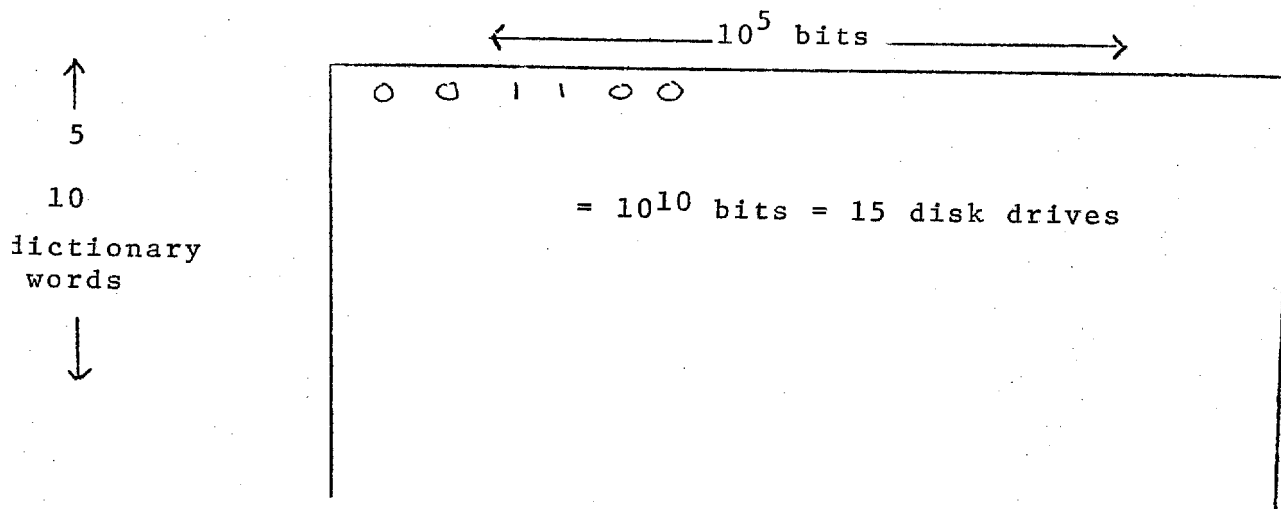 10^5 bits
0 0 1 1 0 0
5
10
dictionary
words
= 10^10 bits = 15 disk drives